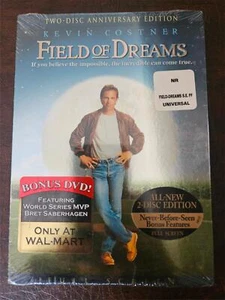 TWO-DISC ANNIVERSARY EDITION
KEVIN COSTNER
FIELD OF DREAMS
If you believe the impossible, the incredible can come true.
NR
FIELD DREAMS S.E. FF
UNIVERSAL
BONUS DVD!
FEATURING
WORLD SERIES MVP
BRET SABERHAGEN
ONLY AT
WAL-MART
ALL-NEW
2-DISC EDITION
Never-Before-Seen
Bonus Features
FULL SCREEN